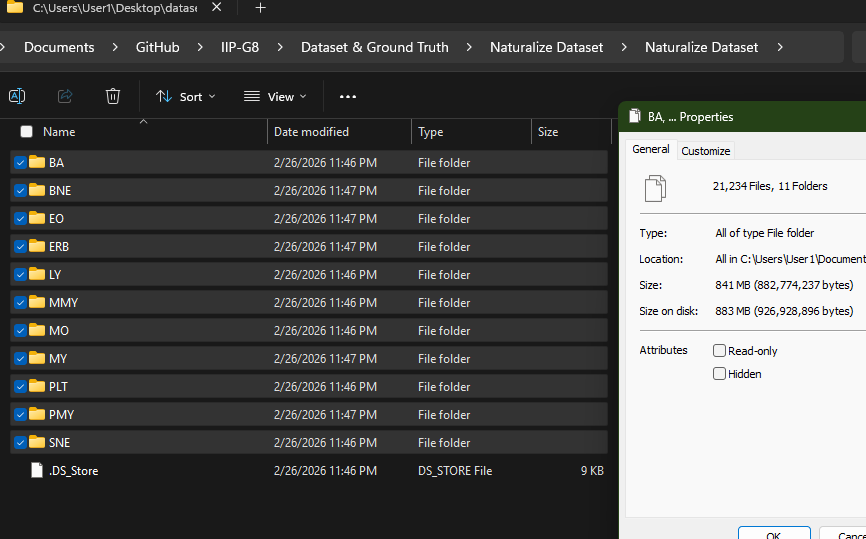 C:\Users\User1\Desktop\datase
Documents > GitHub > IIP-G8 > Dataset & Ground Truth > Naturalize Dataset > Naturalize Dataset >
Sort View
Name Date modified Type Size
BA 2/26/2026 11:46 PM File folder
BNE 2/26/2026 11:47 PM File folder
EO 2/26/2026 11:46 PM File folder
ERB 2/26/2026 11:47 PM File folder
LY 2/26/2026 11:46 PM File folder
MMY 2/26/2026 11:46 PM File folder
MO 2/26/2026 11:46 PM File folder
MY 2/26/2026 11:47 PM File folder
PLT 2/26/2026 11:46 PM File folder
PMY 2/26/2026 11:47 PM File folder
SNE 2/26/2026 11:47 PM File folder
.DS_Store 2/26/2026 11:46 PM DS_STORE File 9 KB
BA, ... Properties
General Customize
21,234 Files, 11 Folders
Type: All of type File folder
Location: All in C:\Users\User1\Document
Size: 841 MB (882,774,237 bytes)
Size on disk: 883 MB (926,928,896 bytes)
Attributes Read-only
Hidden
OK Cance